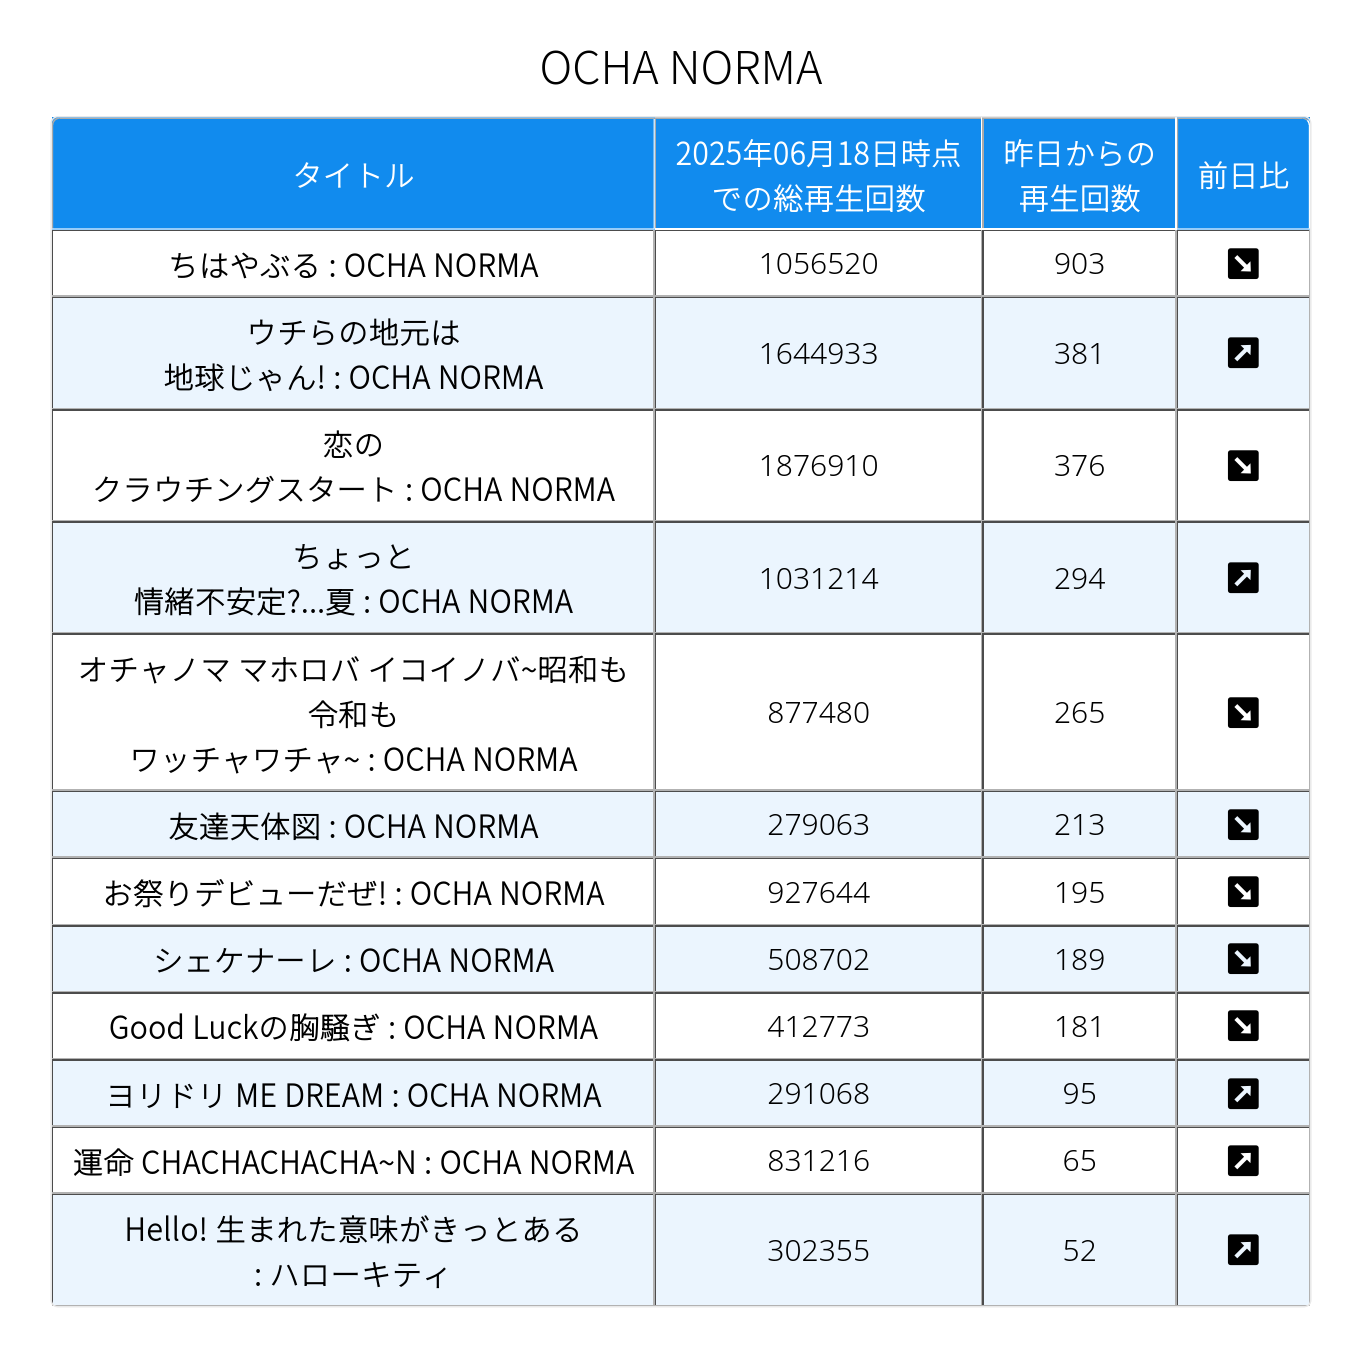 OCHA NORMA
タイトル
2025年06月18日時点
での総再生回数
昨日からの
再生回数
前日比
ちはやぶる : OCHA NORMA
1056520
903
ウチらの地元は
地球じゃん! : OCHA NORMA
1644933
381
恋の
クラウチングスタート : OCHA NORMA
1876910
376
ちょっと
情緒不安定?...夏 : OCHA NORMA
1031214
294
オチャノマ マホロバ イコイノバ~昭和も
令和も
ワッチャワチャ~ : OCHA NORMA
877480
265
友達天体図 : OCHA NORMA
279063
213
お祭りデビューだぜ! : OCHA NORMA
927644
195
シェケナーレ : OCHA NORMA
508702
189
Good Luckの胸騒ぎ : OCHA NORMA
412773
181
ヨリドリ ME DREAM : OCHA NORMA
291068
95
運命 CHACHACHACHA~N : OCHA NORMA
831216
65
Hello! 生まれた意味がきっとある
: ハローキティ
302355
52